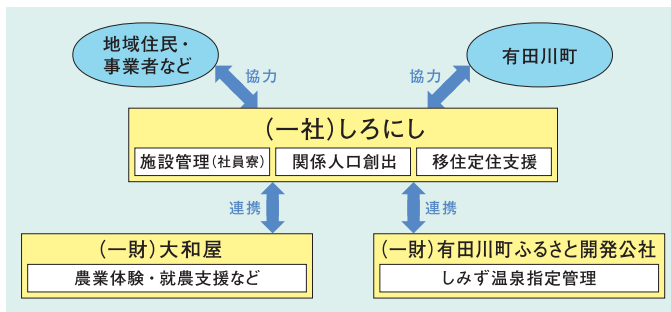 地域住民・
事業者など
有田川町
協力
協力
(一社)しろにし
施設管理(社員寮)
関係人口創出
移住定住支援
連携
連携
(一財)大和屋
農業体験・就農支援など
(一財)有田川町ふるさと開発公社
しみず温泉指定管理